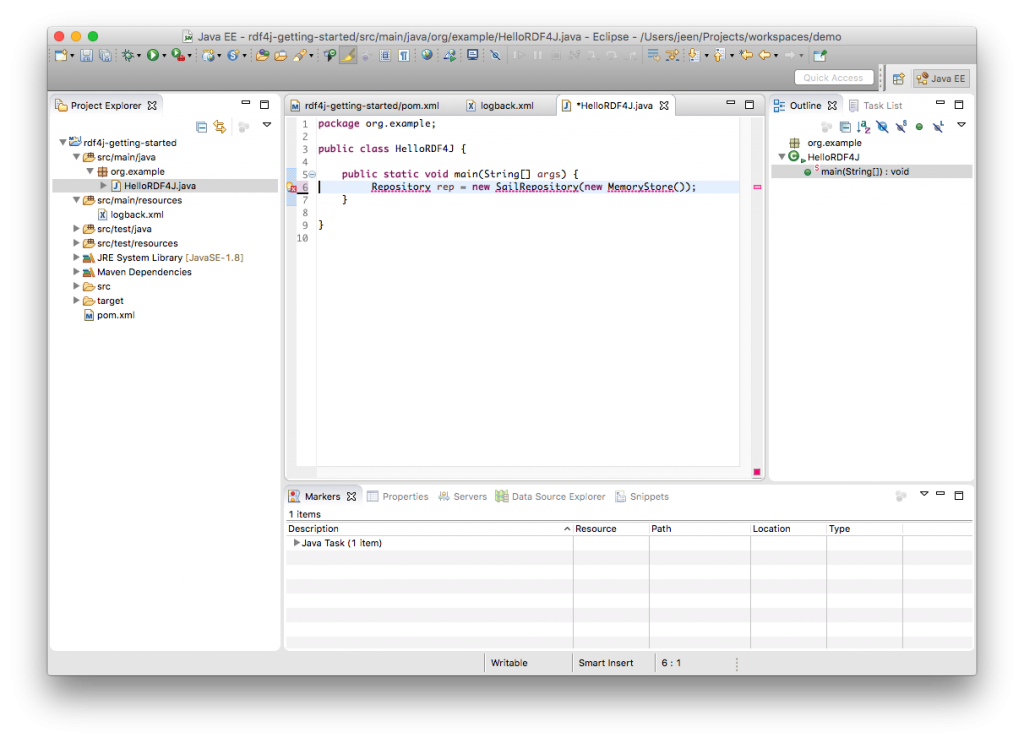 Java EE - rdf4j-getting-started/src/main/java/org/example/HelloRDF4J.java - Eclipse - /Users/jeen/Projects/workspaces/demo
Quick Access
Java EE
Project Explorer
rdf4j-getting-started
src/main/java
org.example
HelloRDF4J.java
src/main/resources
logback.xml
src/test/java
src/test/resources
JRE System Library [JavaSE-1.8]
Maven Dependencies
src
target
pom.xml
rdf4j-getting-started/pom.xml logback.xml *HelloRDF4J.java
1 package org.example;
2
3 public class HelloRDF4J {
4
5 public static void main(String[] args) {
6 Repository rep = new SailRepository(new MemoryStore());
7 }
8
9 }
10
Outline Task List
org.example
HelloRDF4J
main(String[]) : void
Markers Properties Servers Data Source Explorer Snippets
1 items
Description Resource Path Location Type
Java Task (1 item)
Writable Smart Insert 6 : 1